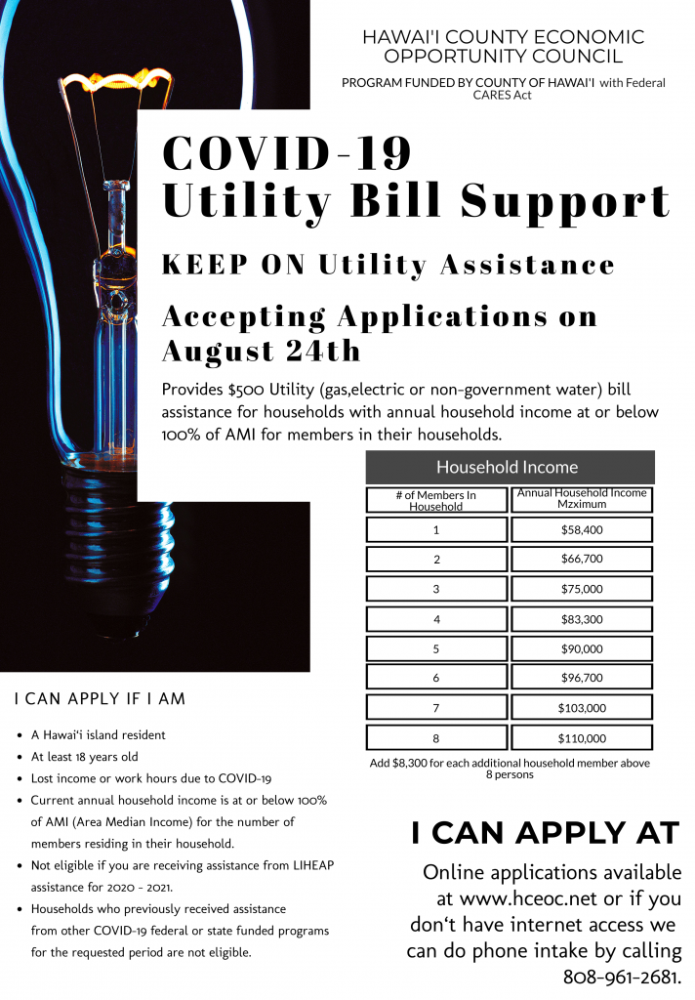 HAWAI'I COUNTY ECONOMIC
OPPORTUNITY COUNCIL
PROGRAM FUNDED BY COUNTY OF HAWAI'I with Federal
CARES Act
COVID-19
Utility Bill Support
KEEP ON Utility Assistance
Accepting Applications on
August 24th
Provides $500 Utility (gas,electric or non-government water) bill
assistance for households with annual household income at or below
100% of AMI for members in their households.
Household Income
# of Members In
Household
Annual Household Income
Mzximum
1 $58,400
2 $66,700
3 $75,000
4 $83,300
5 $90,000
6 $96,700
7 $103,000
8 $110,000
Add $8,300 for each additional household member above
8 persons
I CAN APPLY IF I AM
• A Hawai‘i island resident
• At least 18 years old
• Lost income or work hours due to COVID-19
• Current annual household income is at or below 100%
of AMI (Area Median Income) for the number of
members residing in their household.
• Not eligible if you are receiving assistance from LIHEAP
assistance for 2020 - 2021.
• Households who previously received assistance
from other COVID-19 federal or state funded programs
for the requested period are not eligible.
I CAN APPLY AT
Online applications available
at www.hceoc.net or if you
don‘t have internet access we
can do phone intake by calling
808-961-2681.